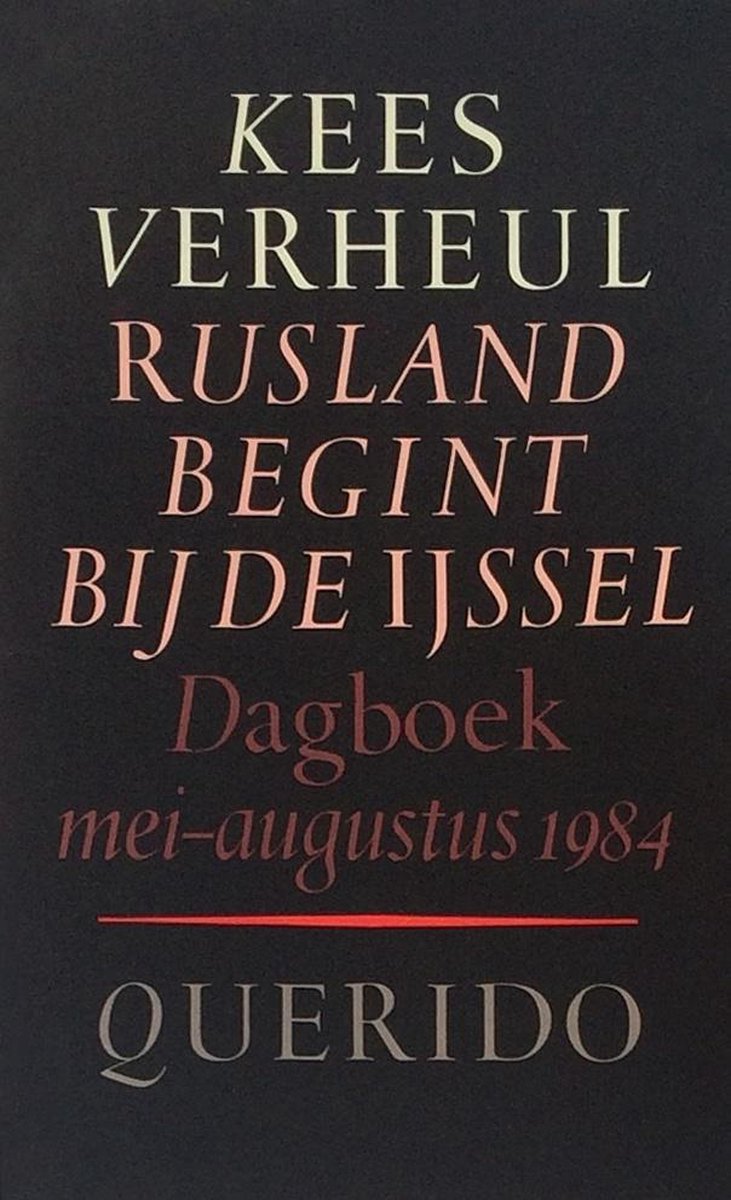 KEES
VERHEUL
RUSLAND
BEGINT
BIJ DE IJSSEL
Dagboek
mei-augustus 1984
QUERIDO